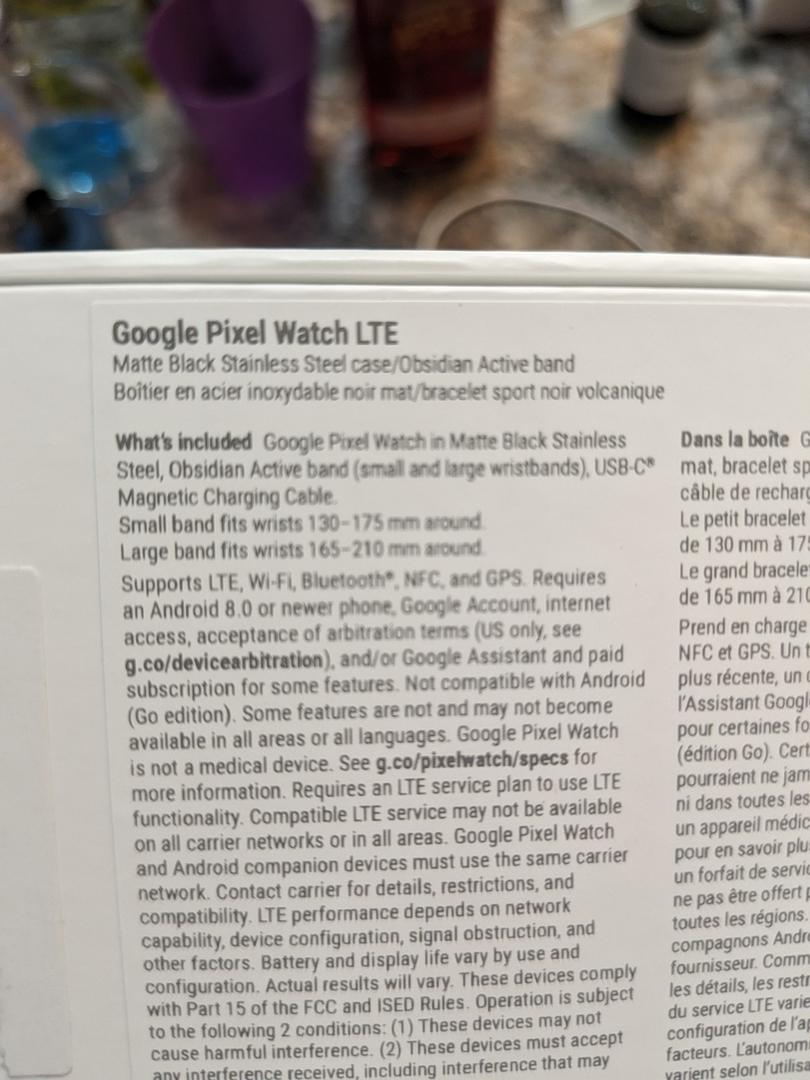 Google Pixel Watch LTE
Matte Black Stainless Steel case/Obsidian Active band
Boîtier en acier inoxydable noir mat/bracelet sport noir volcanique
What's included Google Pixel Watch in Matte Black Stainless
Steel, Obsidian Active band (small and large wristbands), USB-C®
Magnetic Charging Cable.
Small band fits wrists 130–175 mm around.
Large band fits wrists 165–210 mm around.
Supports LTE, Wi-Fi, Bluetooth®, NFC, and GPS. Requires
an Android 8.0 or newer phone, Google Account, internet
access, acceptance of arbitration terms (US only, see
g.co/devicearbitration), and/or Google Assistant and paid
subscription for some features. Not compatible with Android
(Go edition). Some features are not and may not become
available in all areas or all languages. Google Pixel Watch
is not a medical device. See g.co/pixelwatch/specs for
more information. Requires an LTE service plan to use LTE
functionality. Compatible LTE service may not be available
on all carrier networks or in all areas. Google Pixel Watch
and Android companion devices must use the same carrier
network. Contact carrier for details, restrictions, and
compatibility. LTE performance depends on network
capability, device configuration, signal obstruction, and
other factors. Battery and display life vary by use and
configuration. Actual results will vary. These devices comply
with Part 15 of the FCC and ISED Rules. Operation is subject
to the following 2 conditions: (1) These devices may not
cause harmful interference. (2) These devices must accept
any interference received, including interference that may
Dans la boîte G
mat, bracelet sp
câble de recharg
Le petit bracelet
de 130 mm à 175
Le grand bracele
de 165 mm à 210
Prend en charge
NFC et GPS. Un t
plus récente, un c
l'Assistant Googl
pour certaines fo
(édition Go). Cert
pourraient ne jam
ni dans toutes les
un appareil médic
pour en savoir plu
un forfait de servic
ne pas être offert p
toutes les régions.
compagnons Andr
fournisseur. Comm
les détails, les restr
du service LTE varie
configuration de l'ap
facteurs. L'autonom
varient selon l'utilisa